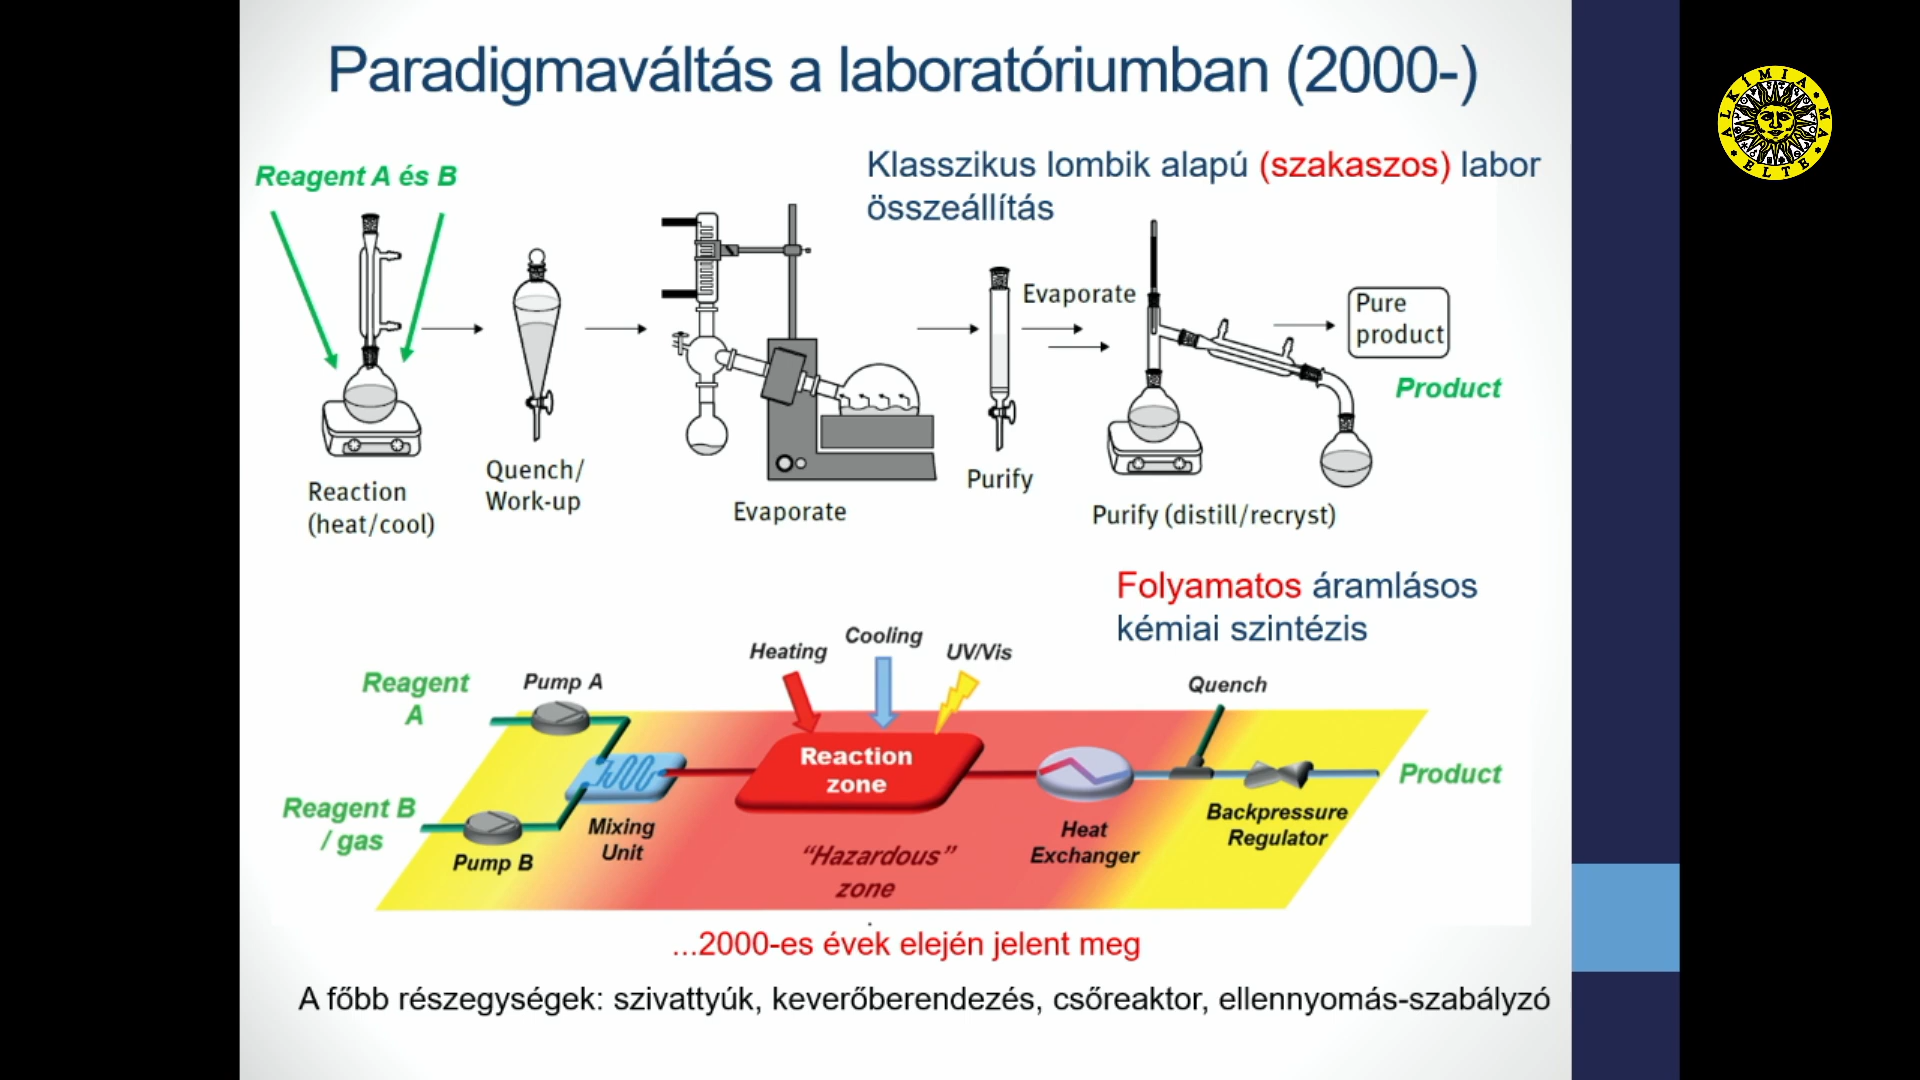 Paradigmaváltás a laboratóriumban (2000-)
ALKÍMIA MA
ELTE
Klasszikus lombik alapú (szakaszos) labor
összeállítás
Reagent A és B
Evaporate
Pure
product
Product
Reaction
(heat/cool)
Quench/
Work-up
Evaporate
Purify
Purify (distill/recryst)
Folyamatos áramlásos
kémiai szintézis
Heating
Cooling
UV/Vis
Reagent
A
Pump A
Quench
Reaction
zone
Product
Reagent B
/ gas
Pump B
Mixing
Unit
"Hazardous"
zone
Heat
Exchanger
Backpressure
Regulator
...2000-es évek elején jelent meg
A főbb részegységek: szivattyúk, keverőberendezés, csőreaktor, ellennyomás-szabályzó